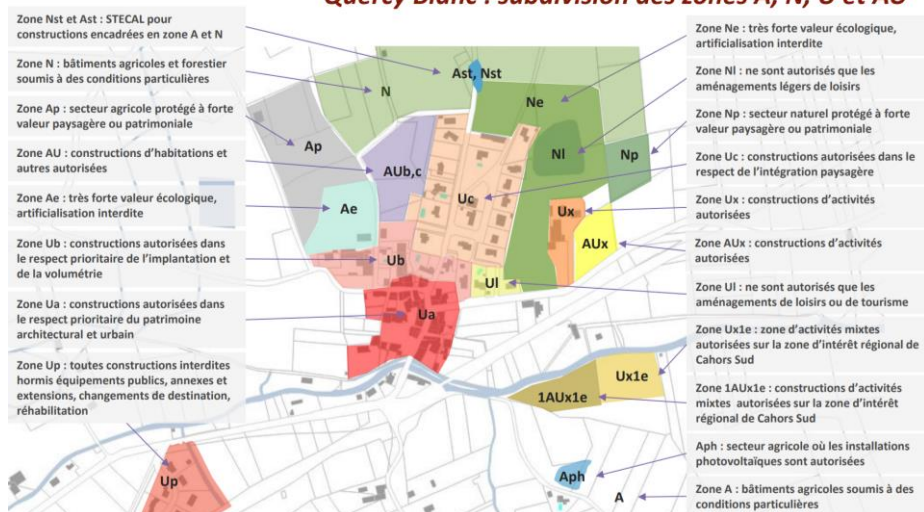 Quercy Blanc : subdivision des zones A, N, U et AU
Zone Nst et Ast : STECAL pour
constructions encadrées en zone A et N
Zone N : bâtiments agricoles et forestier
soumis à des conditions particulières
Zone Ap : secteur agricole protégé à forte
valeur paysagère ou patrimoniale
Zone AU : constructions d’habitations et
autres autorisées
Zone Ae : très forte valeur écologique,
artificialisation interdite
Zone Ub : constructions autorisées dans
le respect prioritaire de l’implantation et
de la volumétrie
Zone Ua : constructions autorisées dans
le respect prioritaire du patrimoine
architectural et urbain
Zone Up : toutes constructions interdites
hormis équipements publics, annexes et
extensions, changements de destination,
réhabilitation
Ast, Nst
N
Ne
Ap
Nl
Np
AUb,c
Uc
Ae
Ux
AUx
Ub
Ul
Ua
Ux1e
1AUx1e
Up
Aph
A
Zone Ne : très forte valeur écologique,
artificialisation interdite
Zone Nl : ne sont autorisés que les
aménagements légers de loisirs
Zone Np : secteur naturel protégé à forte
valeur paysagère ou patrimoniale
Zone Uc : constructions autorisées dans le
respect de l’intégration paysagère
Zone Ux : constructions d’activités
autorisées
Zone AUx : constructions d’activités
autorisées
Zone Ul : ne sont autorisés que les
aménagements de loisirs ou de tourisme
Zone Ux1e : zone d’activités mixtes
autorisées sur la zone d’intérêt régional de
Cahors Sud
Zone 1AUx1e : constructions d’activités
mixtes autorisées sur la zone d’intérêt
régional de Cahors Sud
Aph : secteur agricole où les installations
photovoltaïques sont autorisées
Zone A : bâtiments agricoles soumis à des
conditions particulières